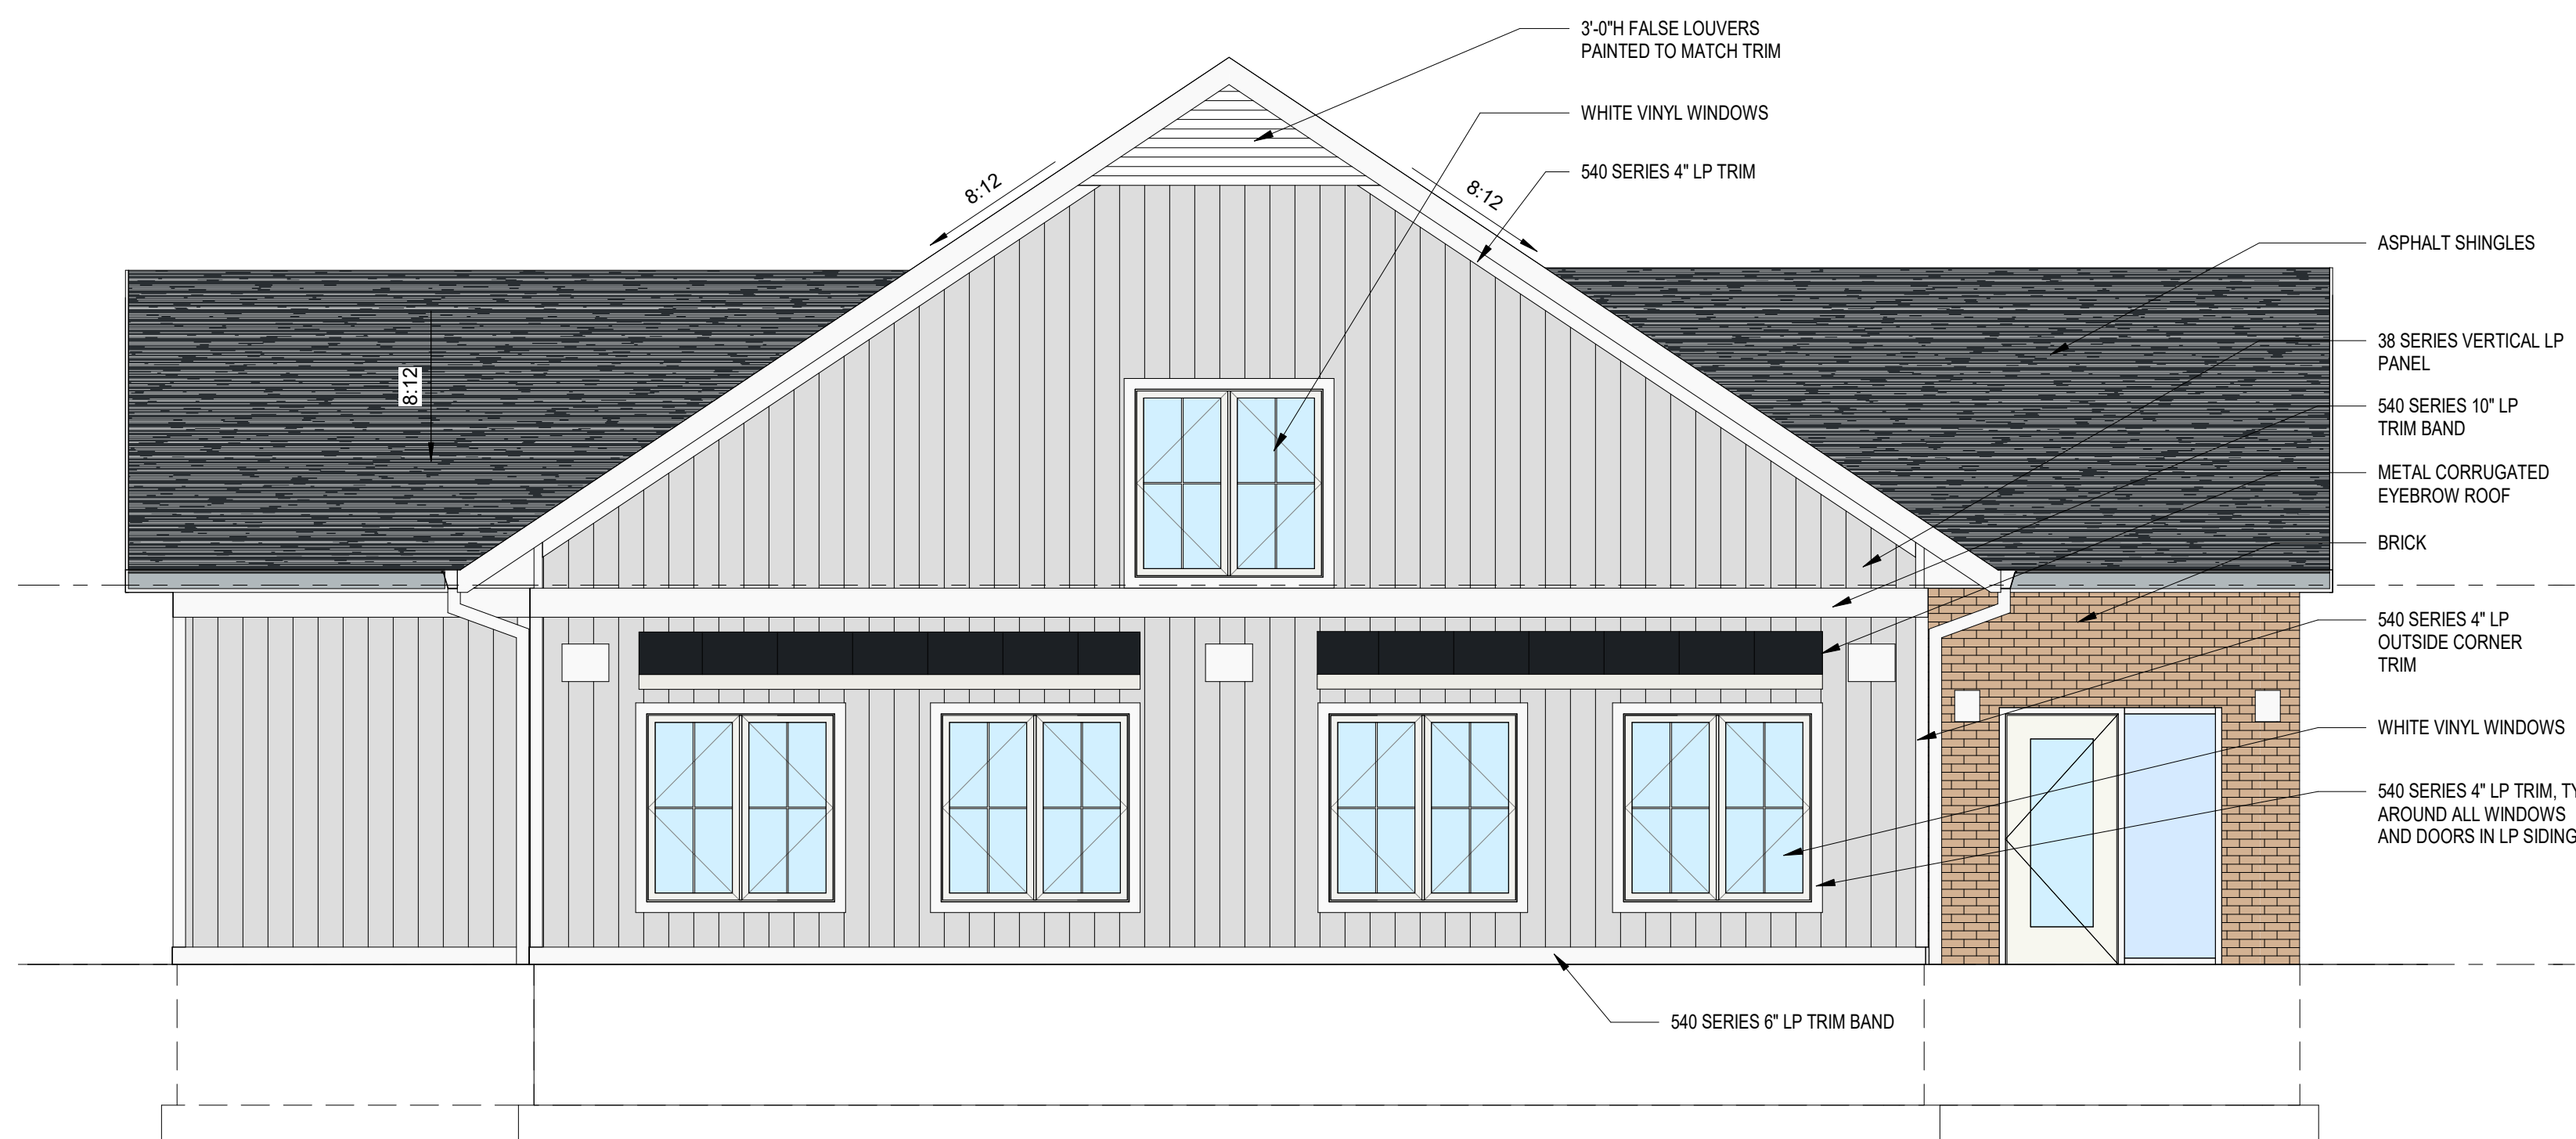 3'-0"H FALSE LOUVERS
PAINTED TO MATCH TRIM
WHITE VINYL WINDOWS
540 SERIES 4" LP TRIM
8:12
8:12
ASPHALT SHINGLES
38 SERIES VERTICAL LP
PANEL
8:12
540 SERIES 10" LP
TRIM BAND
METAL CORRUGATED
EYEBROW ROOF
BRICK
540 SERIES 4" LP
OUTSIDE CORNER
TRIM
WHITE VINYL WINDOWS
540 SERIES 4" LP TRIM,
AROUND ALL WINDOWS
AND DOORS IN LP SIDING
540 SERIES 6" LP TRIM BAND